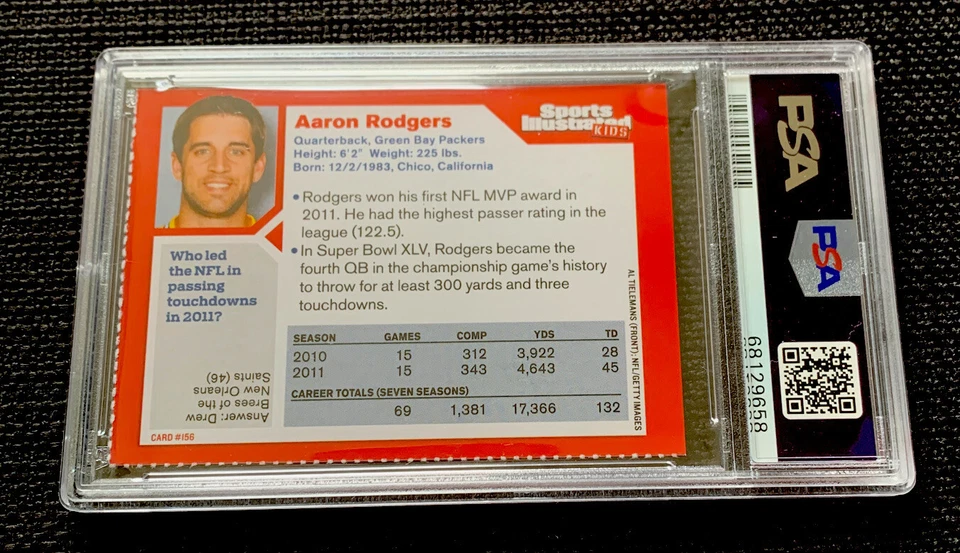 Aaron Rodgers
Quarterback, Green Bay Packers
Height: 6'2" Weight: 225 lbs.
Born: 12/2/1983, Chico, California
Sports
Illustrated
KIDS
• Rodgers won his first NFL MVP award in
2011. He had the highest passer rating in the
league (122.5).
• In Super Bowl XLV, Rodgers became the
fourth QB in the championship game's history
to throw for at least 300 yards and three
touchdowns.
Who led
the NFL in
passing
touchdowns
in 2011?
Answer: Drew
Brees of the
New Orleans
Saints (46)
SEASON GAMES COMP YDS TD
2010 15 312 3,922 28
2011 15 343 4,643 45
CAREER TOTALS (SEVEN SEASONS)
69 1,381 17,366 132
CARD #156
AL TIELEMANS (FRONT); NFL/GETTY IMAGES
PSA
PSA
68129658